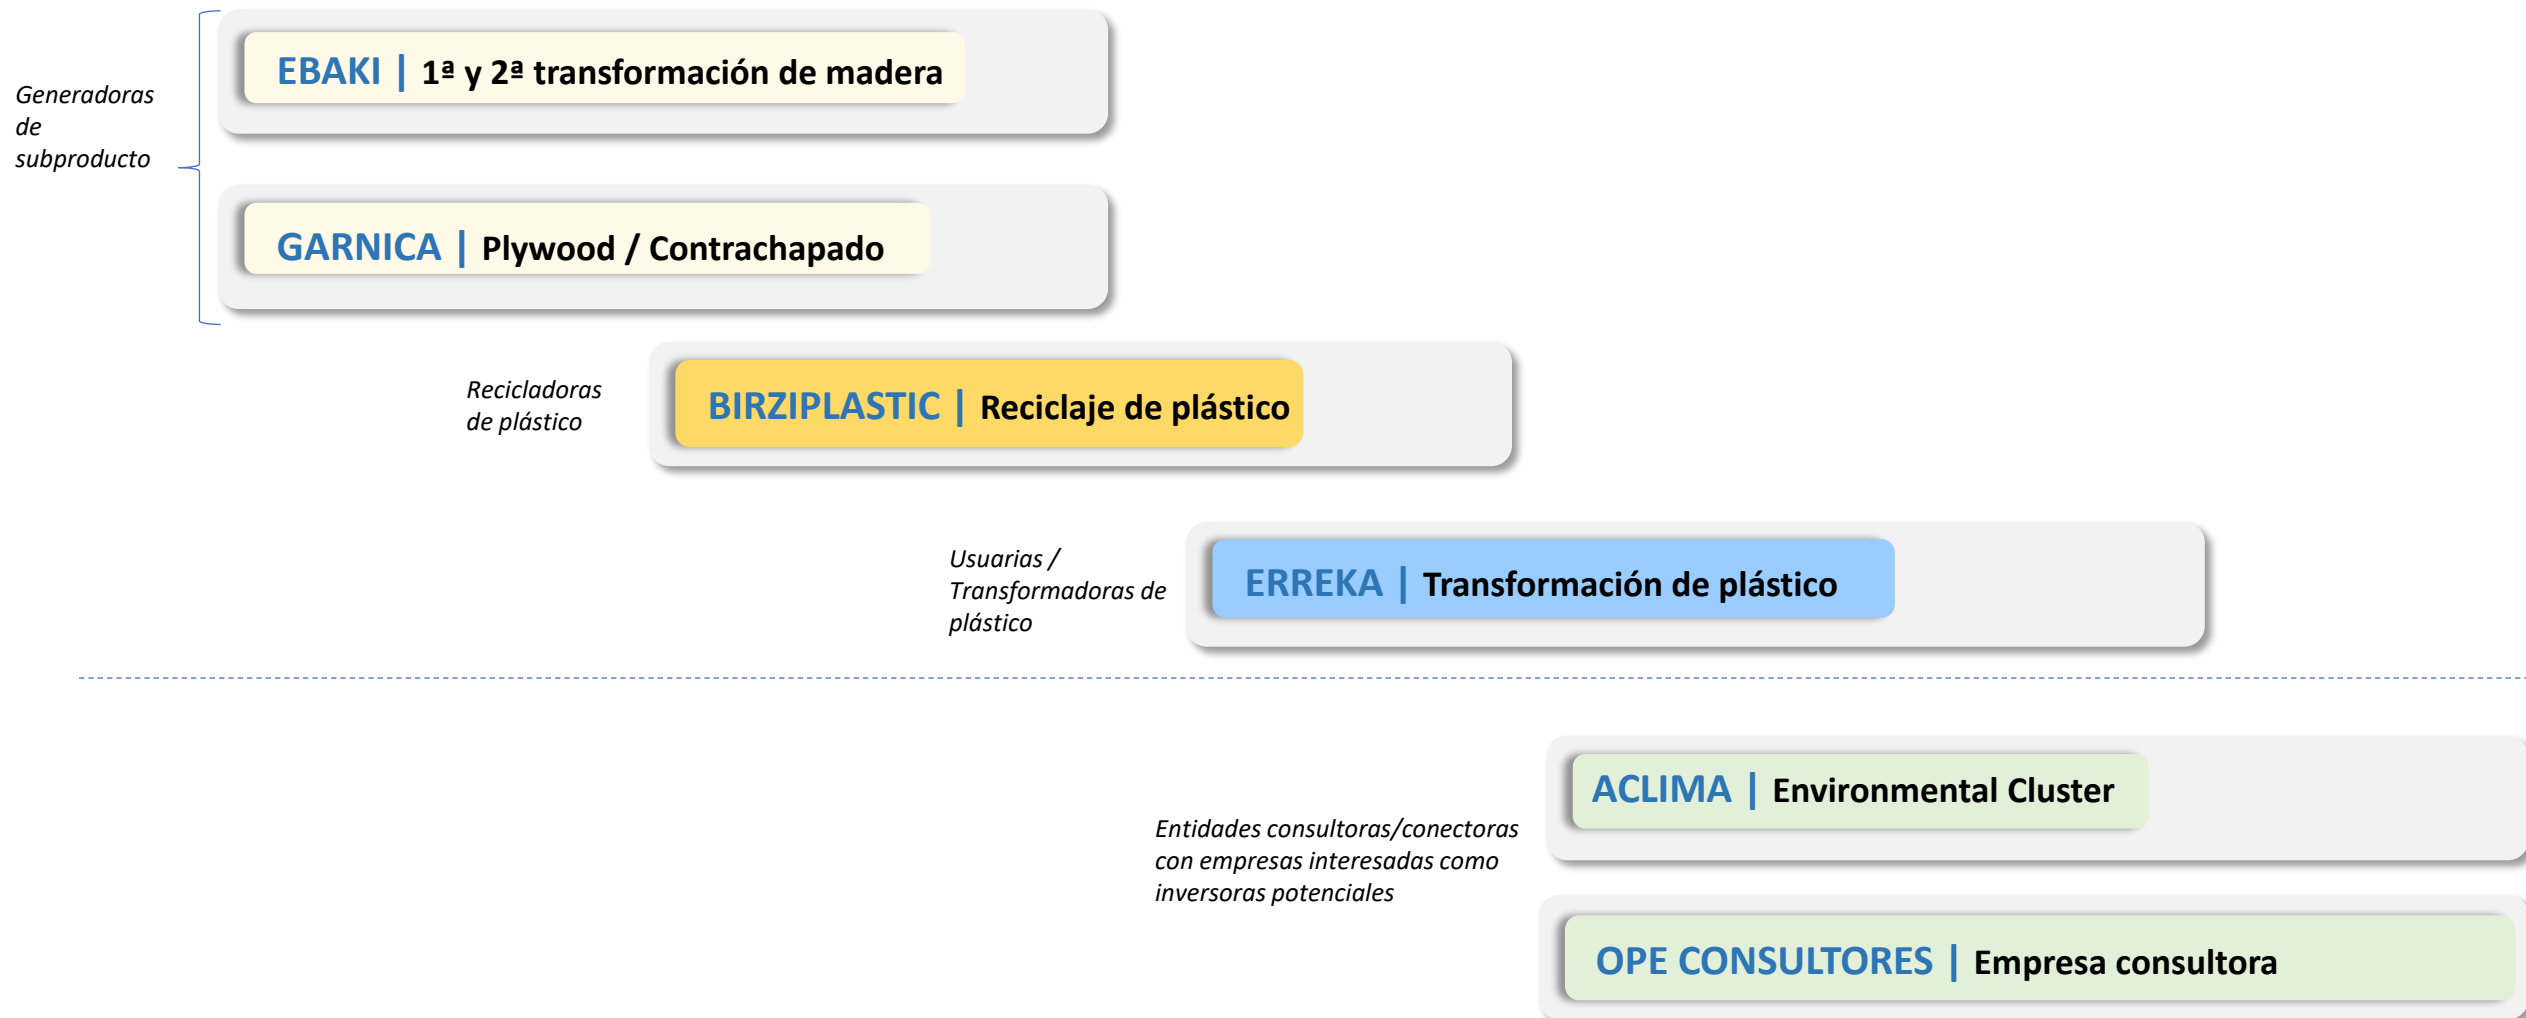 Generadoras
de
subproducto
EBAKI | 1ª y 2ª transformación de madera
GARNICA | Plywood / Contrachapado
Recicladoras
de plástico
BIRZIPLASTIC | Reciclaje de plástico
Usuarias /
Transformadoras de
plástico
ERREKA | Transformación de plástico
Entidades consultoras/conectoras
con empresas interesadas como
inversoras potenciales
ACLIMA | Environmental Cluster
OPE CONSULTORES | Empresa consultora